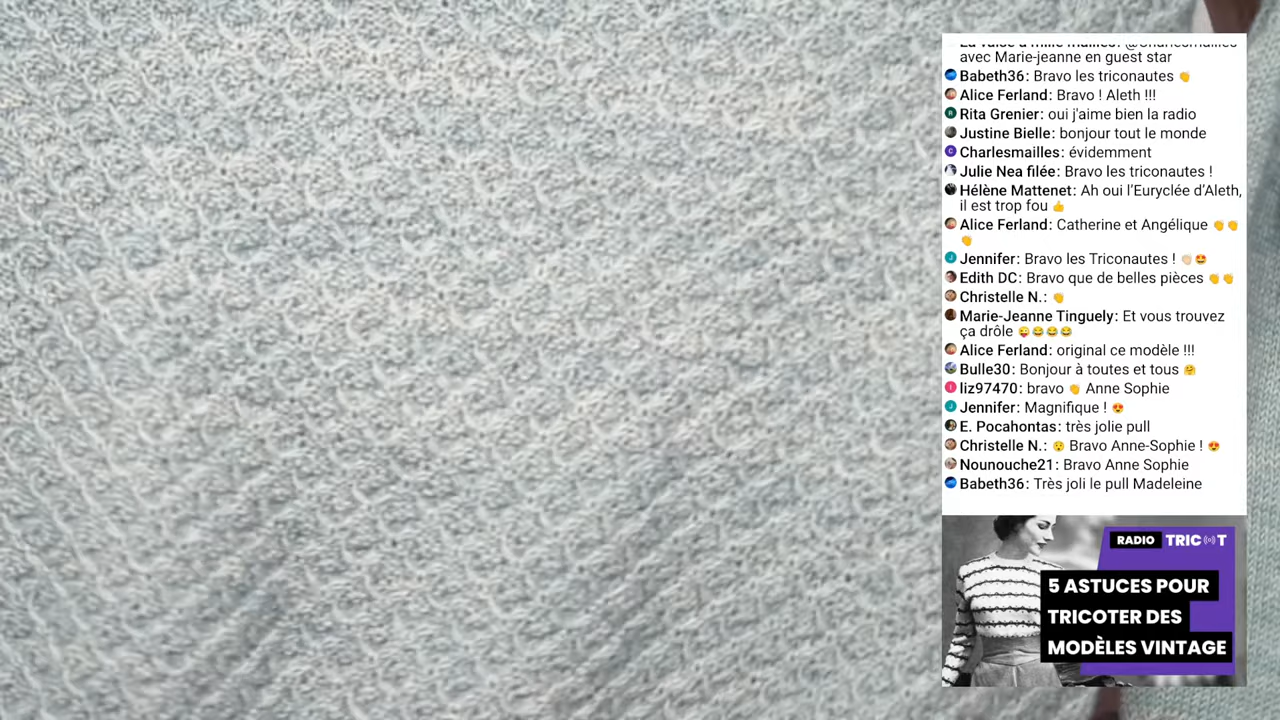 avec Marie-jeanne en guest star
Babeth36: Bravo les triconautes 👏
Alice Ferland: Bravo ! Aleth !!!
Rita Grenier: oui j'aime bien la radio
Justine Bielle: bonjour tout le monde
Charlesmailles: évidemment
Julie Nea filée: Bravo les triconautes !
Hélène Mattenet: Ah oui l'Euryclée d'Aleth,
il est trop fou 👍
Alice Ferland: Catherine et Angélique 👏👏
👏
Jennifer: Bravo les Triconautes ! 👏🏻🤩
Edith DC: Bravo que de belles pièces 👏👏
Christelle N.: 👏
Marie-Jeanne Tinguely: Et vous trouvez
ça drôle 😜😂😂😂
Alice Ferland: original ce modèle !!!
Bulle30: Bonjour à toutes et tous 🤗
liz97470: bravo 👏 Anne Sophie
Jennifer: Magnifique ! 😍
E. Pocahontas: très jolie pull
Christelle N.: 😯 Bravo Anne-Sophie ! 😍
Nounouche21: Bravo Anne Sophie
Babeth36: Très joli le pull Madeleine
RADIO TRICOT
5 ASTUCES POUR
TRICOTER DES
MODÈLES VINTAGE